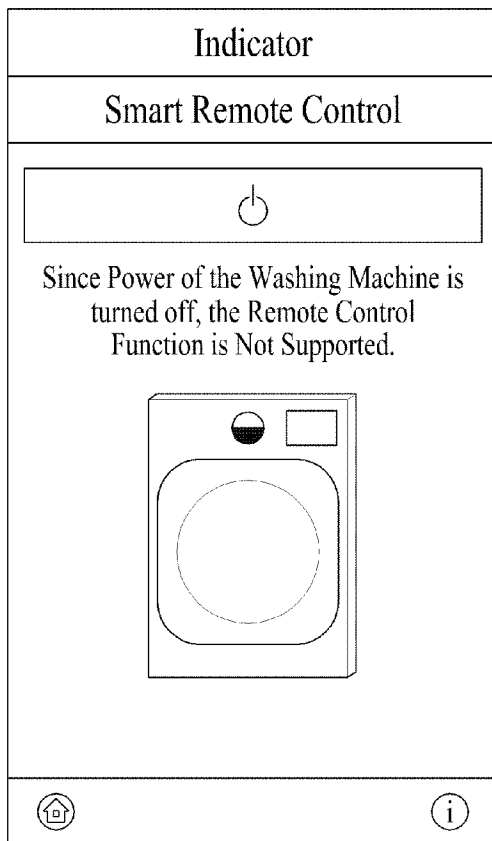 Indicator
Smart Remote Control
Since Power of the Washing Machine is
turned off, the Remote Control
Function is Not Supported.
i